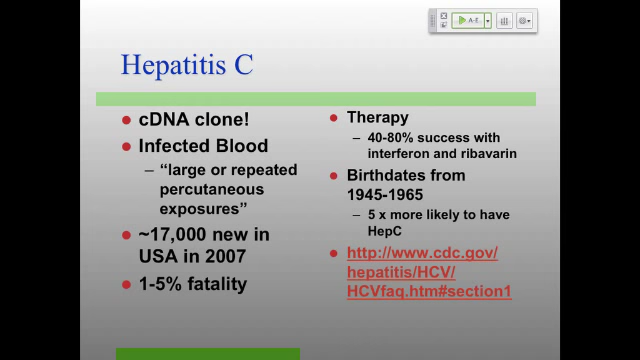 Hepatitis C
• cDNA clone!
• Infected Blood
– “large or repeated
percutaneous
exposures”
• ~17,000 new in
USA in 2007
• 1-5% fatality
• Therapy
– 40-80% success with
interferon and ribavarin
• Birthdates from
1945-1965
– 5 x more likely to have
HepC
• http://www.cdc.gov/
hepatitis/HCV/
HCVfaq.htm#section1